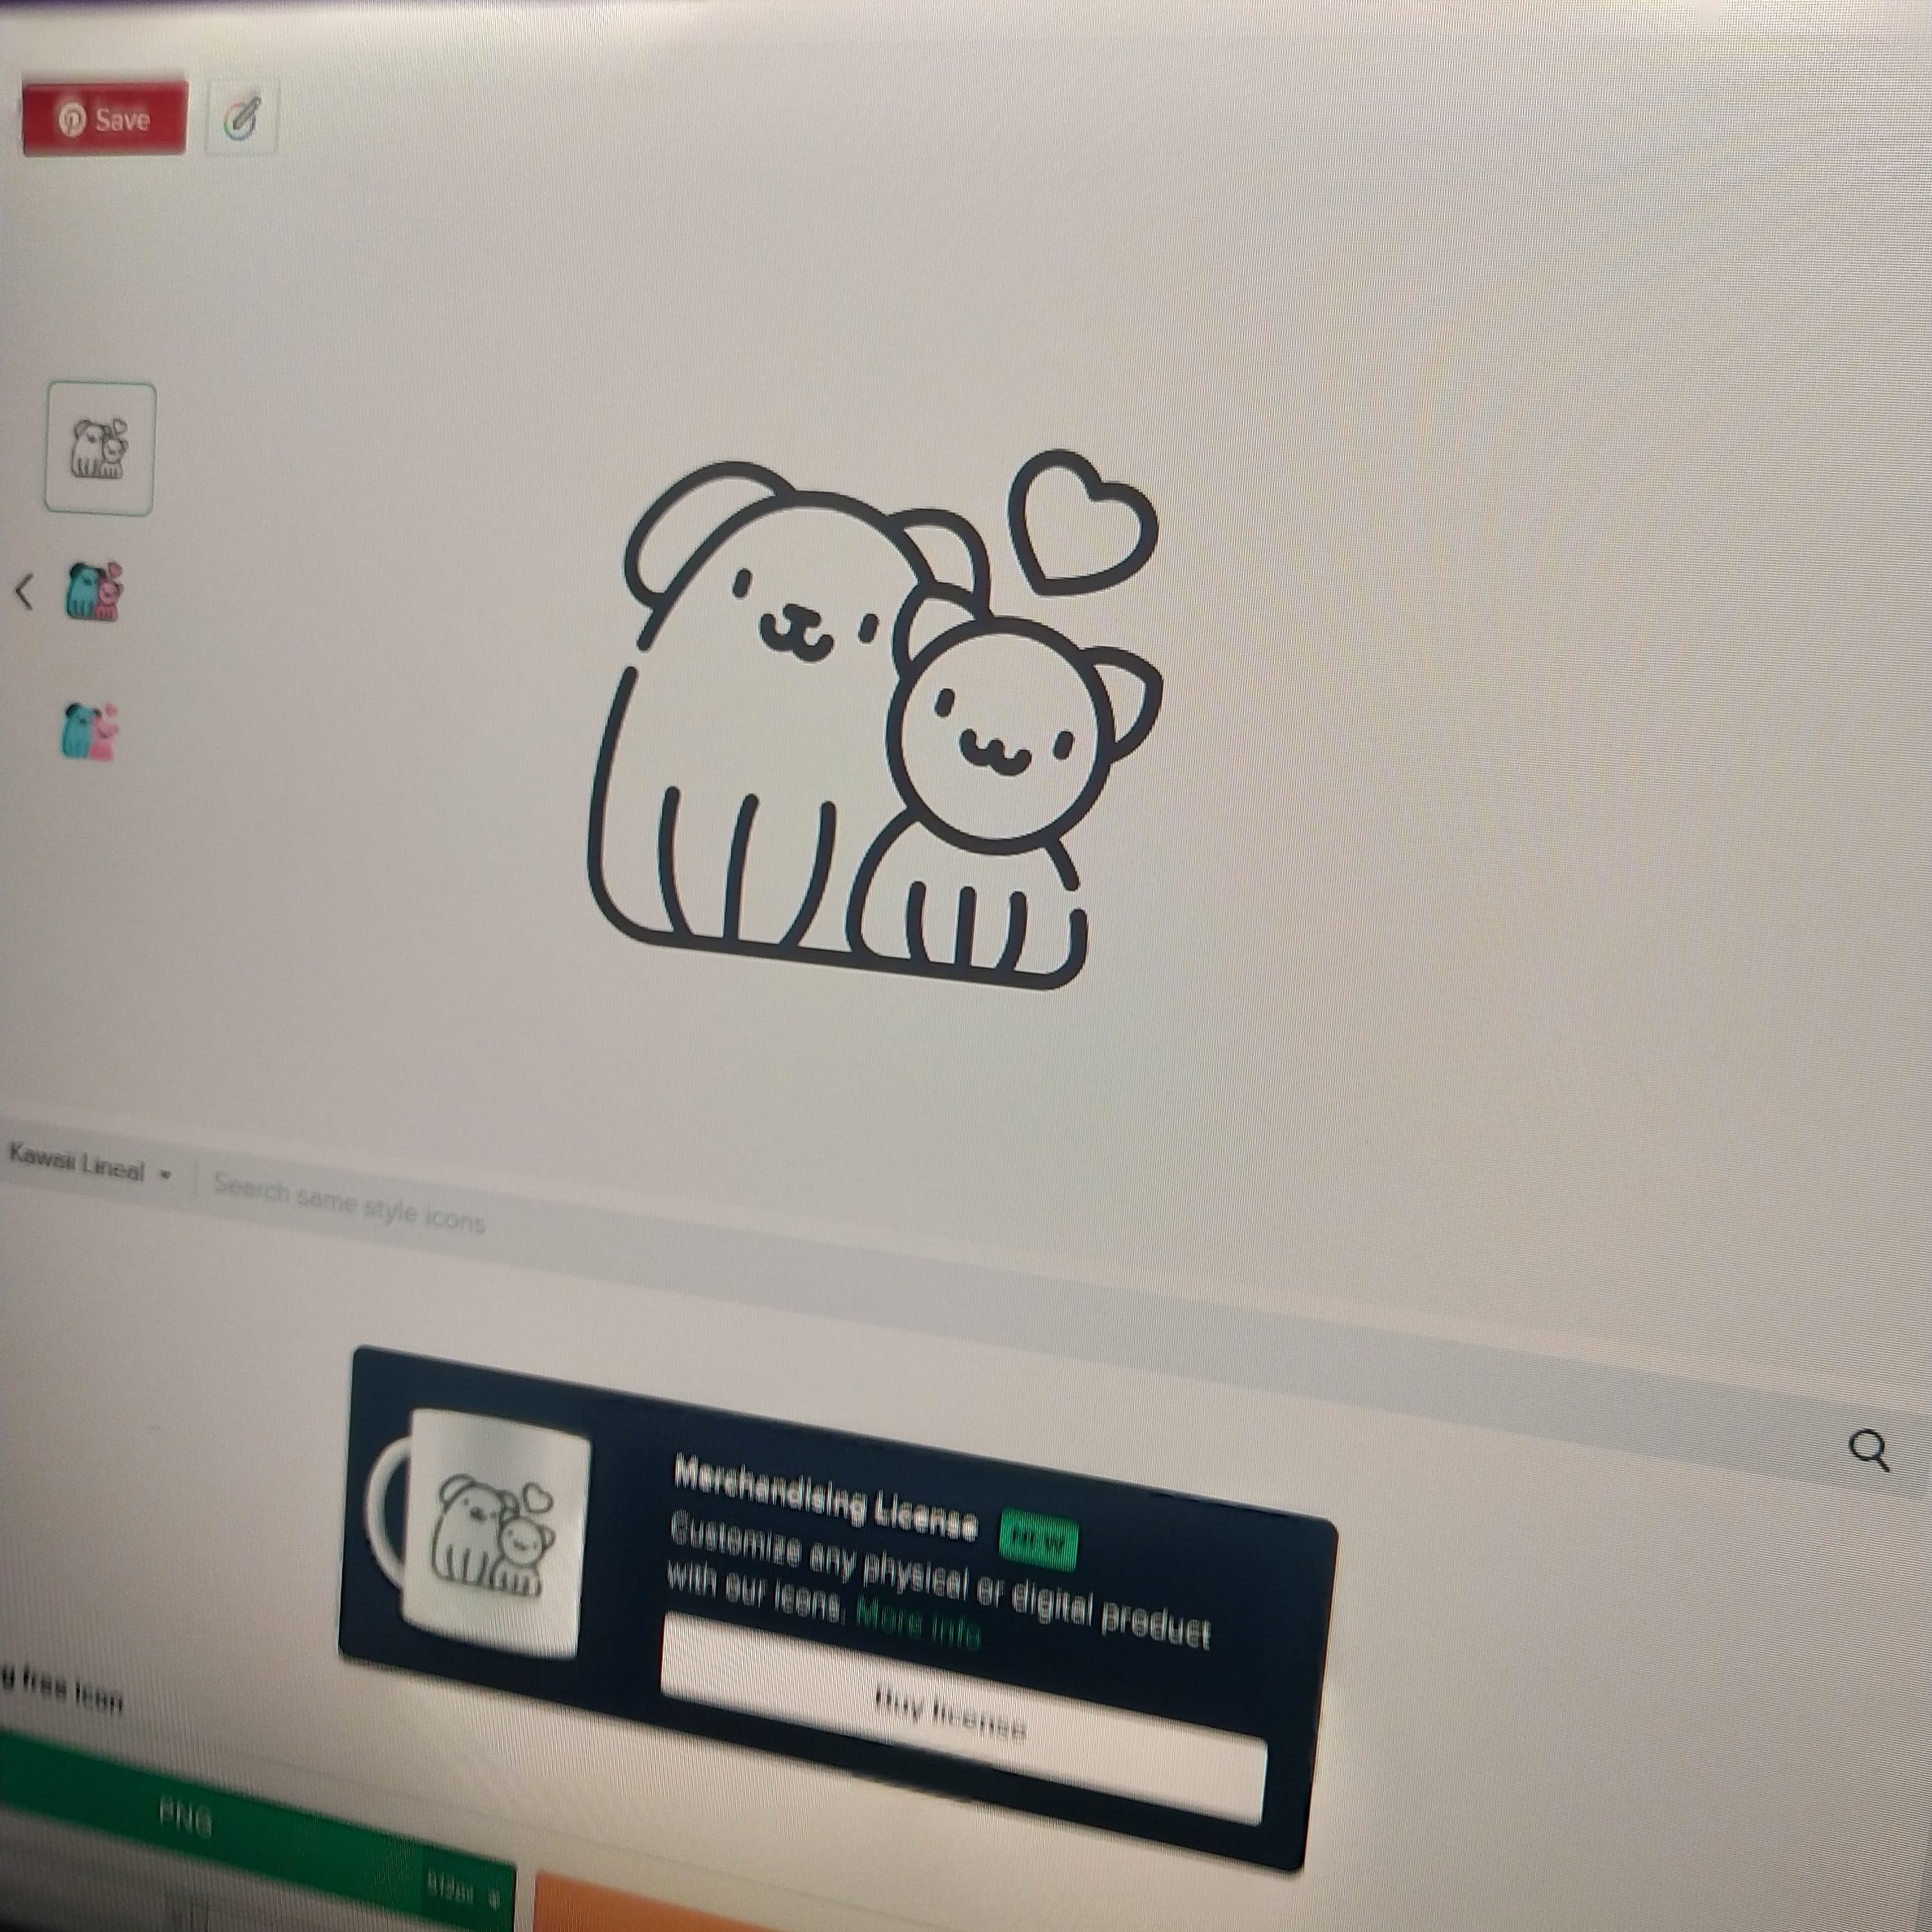 Save
Kawaii Lineal
Search same style icons
Merchandising License NEW
Customize any physical or digital product
with our icons. More info
Buy license
g free icon
PNG
512px